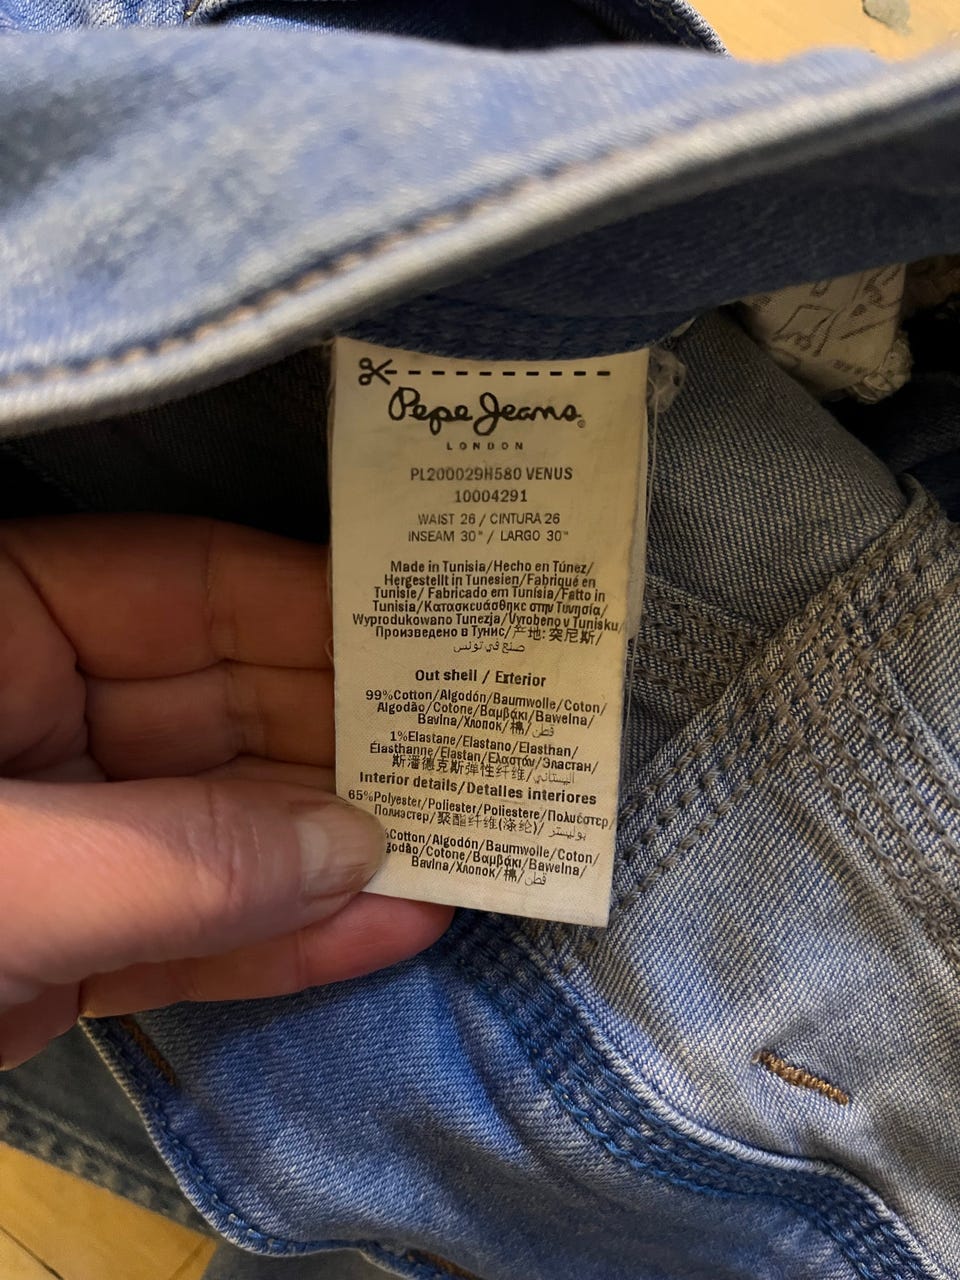 Pepe Jeans®
LONDON
PL200029H580 VENUS
10004291
WAIST 26 / CINTURA 26
INSEAM 30" / LARGO 30"
Made in Tunisia/Hecho en Túnez/
Hergestellt in Tunesien/Fabriqué en
Tunisie/ Fabricado em Tunísia/Fatto in
Tunisia/Κατασκευάσθηκε στην Τυνησία/
Wyprodukowano Tunezja/Vyrobeno v Tunisku/
Произведено в Тунис/产地: 突尼斯/
صنع في تونس
Out shell / Exterior
99%Cotton/Algodón/Baumwolle/Coton/
Algodão/Cotone/Βαμβάκι/Bawelna/
Bavlna/Хлопок/棉/قطن
1%Elastane/Elastano/Elasthan/
Élasthanne/Elastan/Ελαστάν/Эластан/
斯潘德克斯弹性纤维/
Interior details/Detalles interiores
65%Polyester/Poliester/Poliestere/Πολυέστερ/
Полиэстер/聚酯纤维(涤纶)/ بوليستر
%Cotton/Algodón/Baumwolle/Coton/
godão/Cotone/Βαμβάκι/Bawelna/
Bavlna/Хлопок/棉/قطن